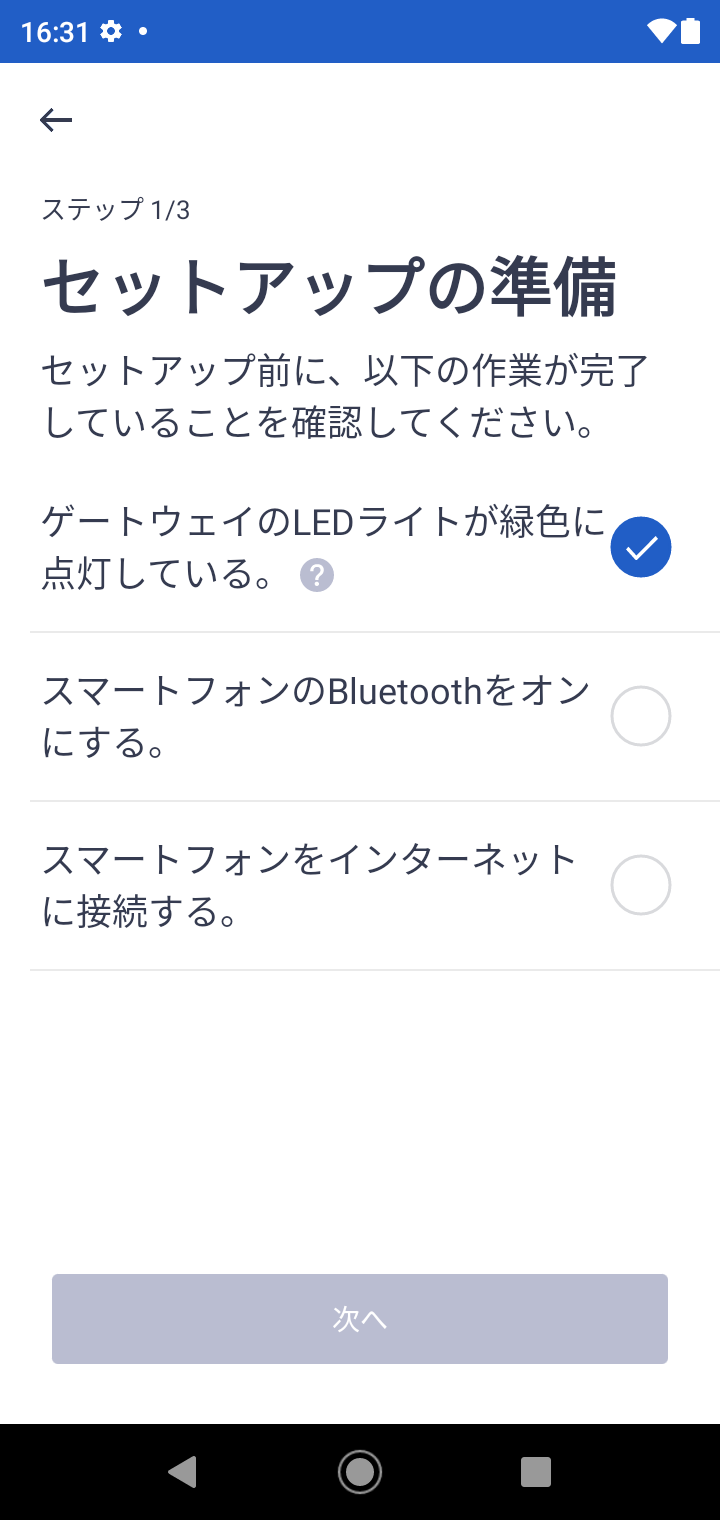 16:31
ステップ 1/3
セットアップの準備
セットアップ前に、以下の作業が完了
していることを確認してください。
ゲートウェイのLEDライトが緑色に
点灯している。 ?
スマートフォンのBluetoothをオン
にする。
スマートフォンをインターネット
に接続する。
次へ